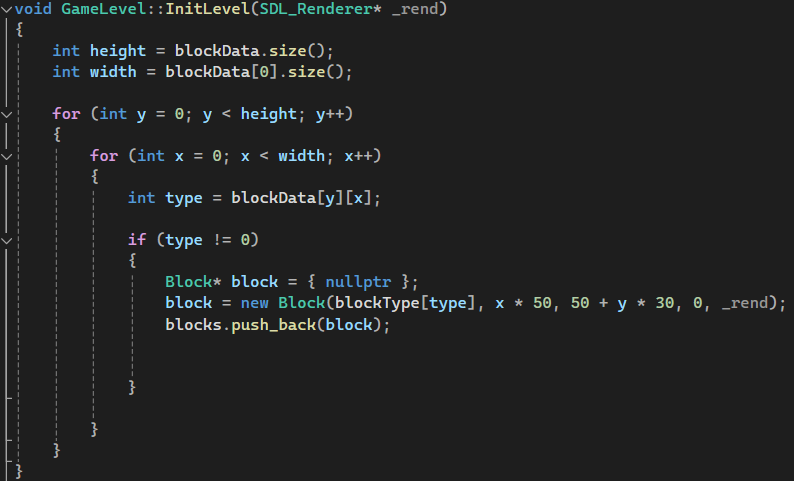 void GameLevel::InitLevel(SDL_Renderer* _rend)
{
    int height = blockData.size();
    int width = blockData[0].size();

    for (int y = 0; y < height; y++)
    {
        for (int x = 0; x < width; x++)
        {
            int type = blockData[y][x];

            if (type != 0)
            {
                Block* block = { nullptr };
                block = new Block(blockType[type], x * 50, 50 + y * 30, 0, _rend);
                blocks.push_back(block);


            }

        }
    }
}